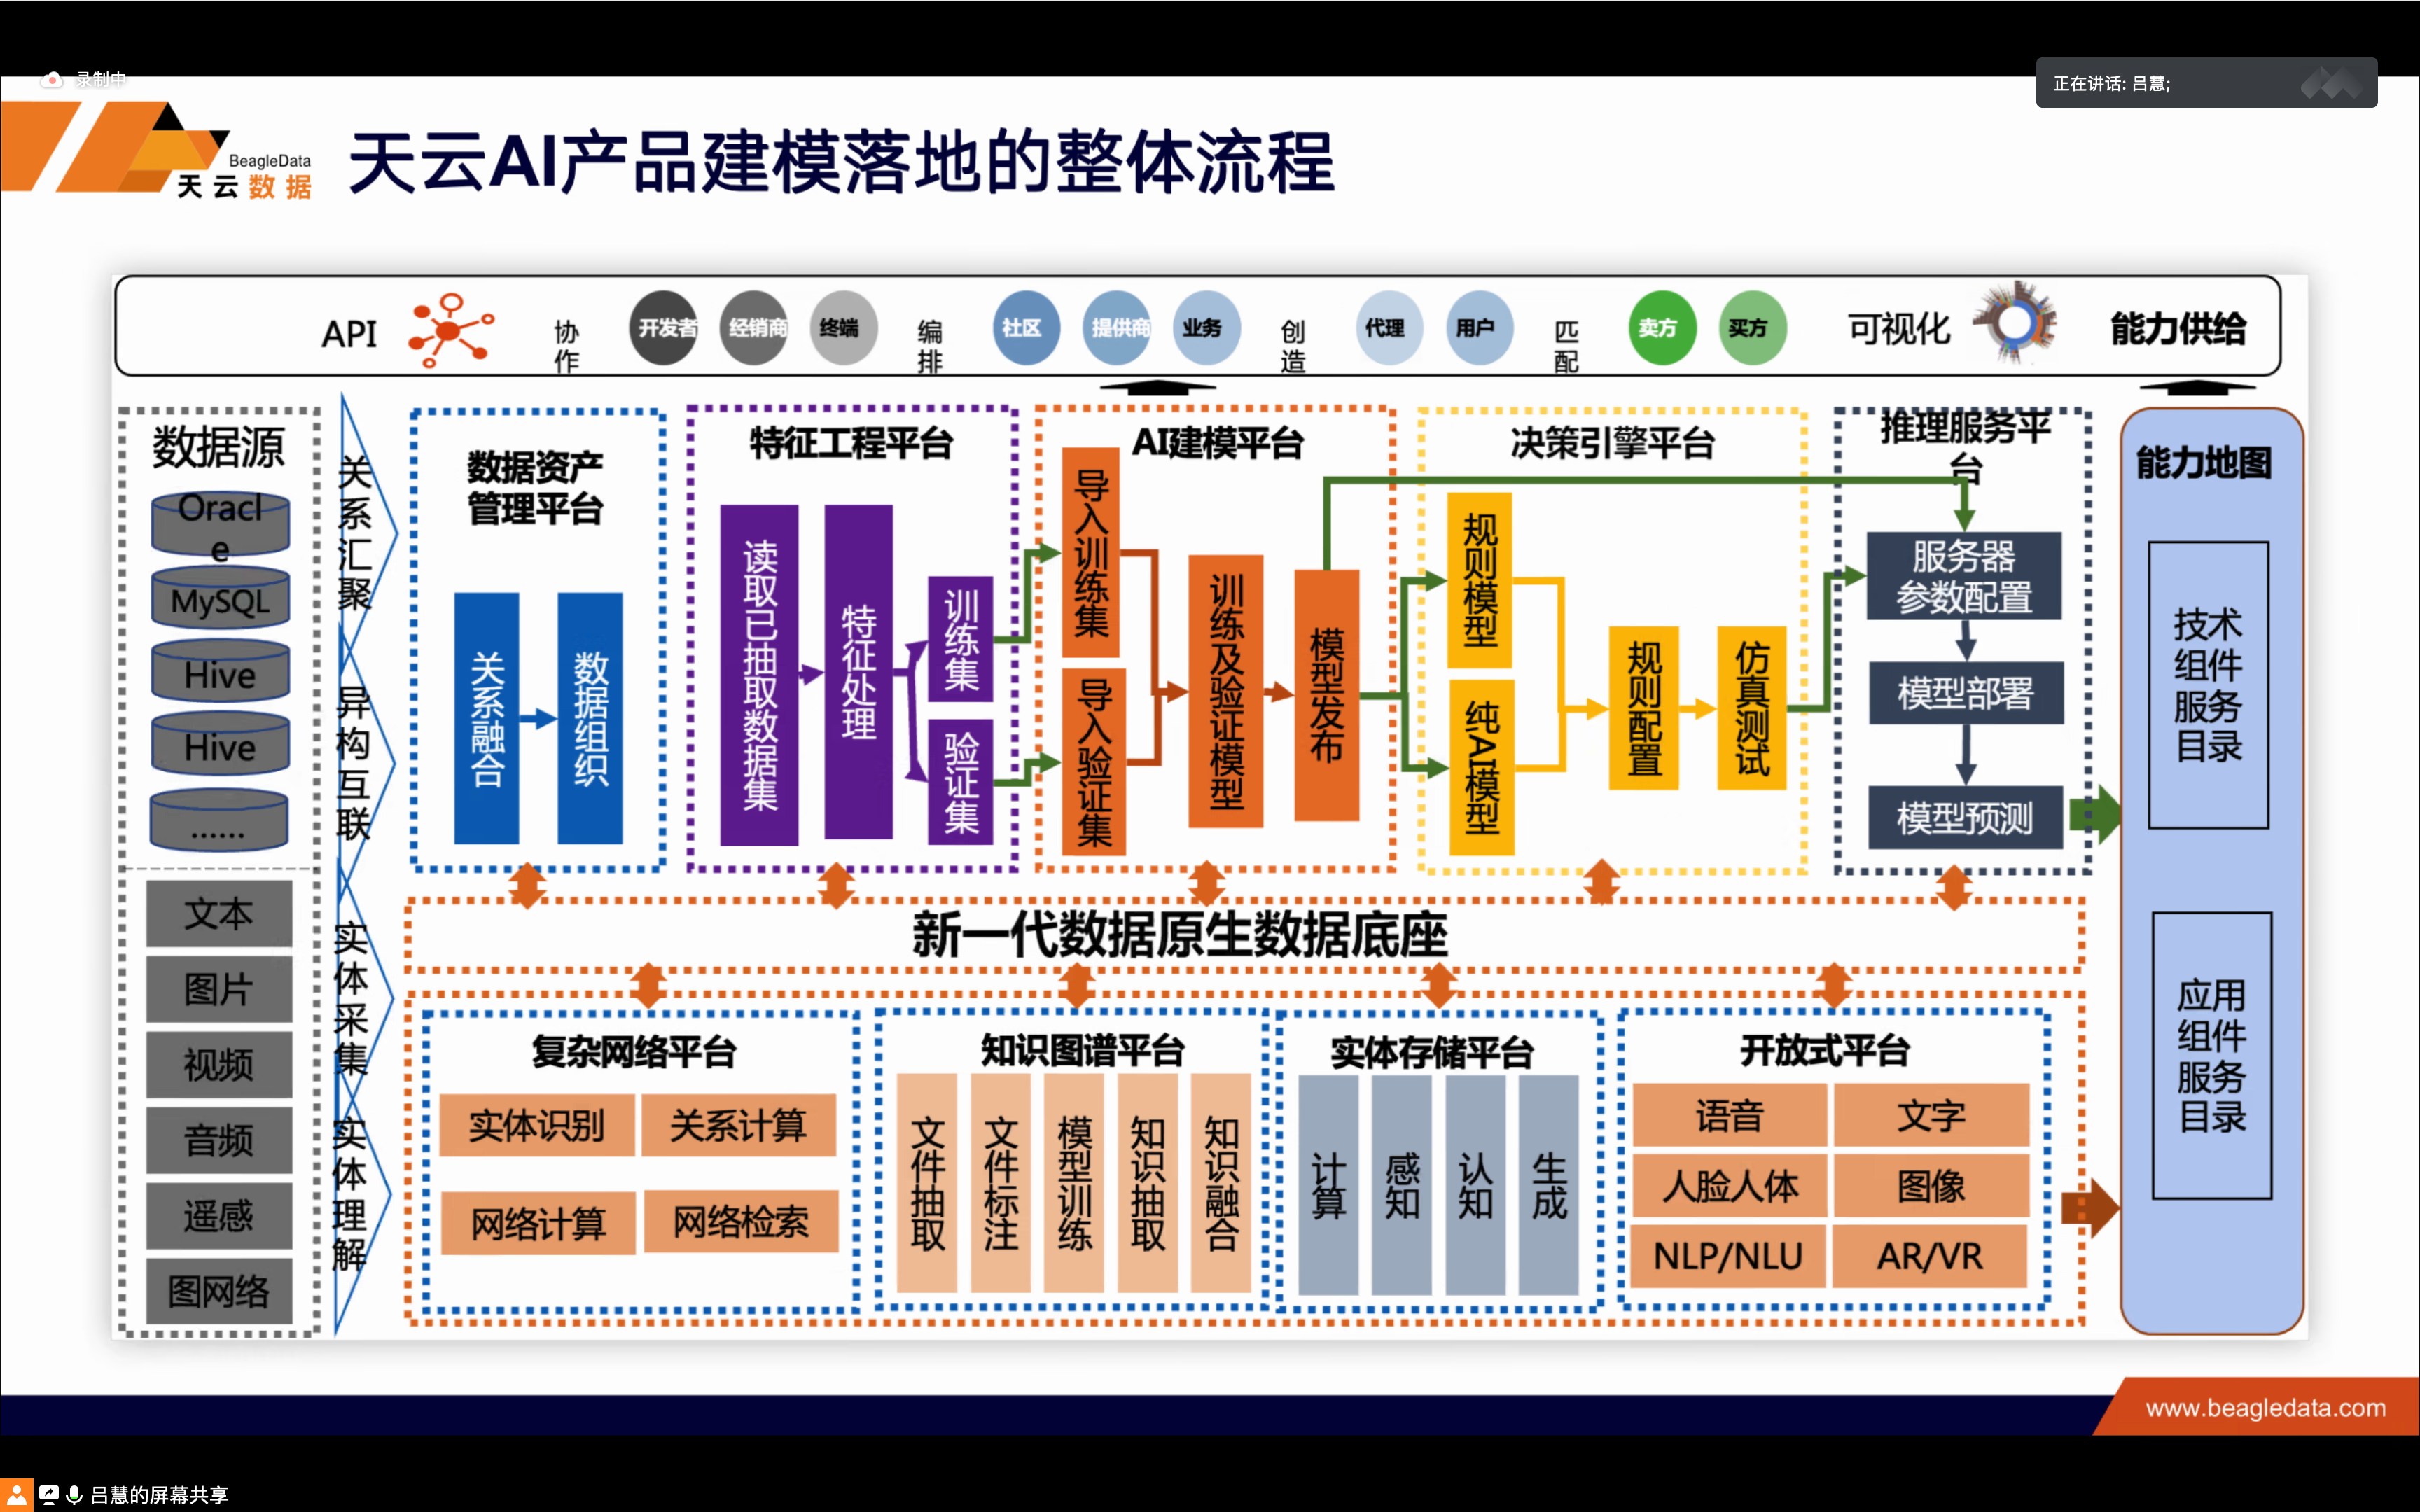 录制中
正在讲话: 吕慧;
BeagleData
天云数据
天云AI产品建模落地的整体流程
API
协作
开发者
经销商
终端
编排
社区
提供商
业务
创造
代理
用户
匹配
卖方
买方
可视化
能力供给
数据源
Oracl
e
MySQL
Hive
Hive
......
文本
图片
视频
音频
遥感
图网络
关系汇聚
异构互联
实体采集
实体理解
数据资产
管理平台
关系融合
数据组织
特征工程平台
读取已抽取数据集
特征处理
训练集
验证集
AI建模平台
导入训练集
导入验证集
训练及验证模型
模型发布
决策引擎平台
规则模型
纯AI模型
规则配置
仿真测试
推理服务平
台
服务器
参数配置
模型部署
模型预测
新一代数据原生数据底座
复杂网络平台
实体识别
关系计算
网络计算
网络检索
知识图谱平台
文件抽取
文件标注
模型训练
知识抽取
知识融合
实体存储平台
计算
感知
认知
生成
开放式平台
语音
文字
人脸人体
图像
NLP/NLU
AR/VR
能力地图
技术
组件
服务
目录
应用
组件
服务
目录
www.beagledata.com
吕慧的屏幕共享